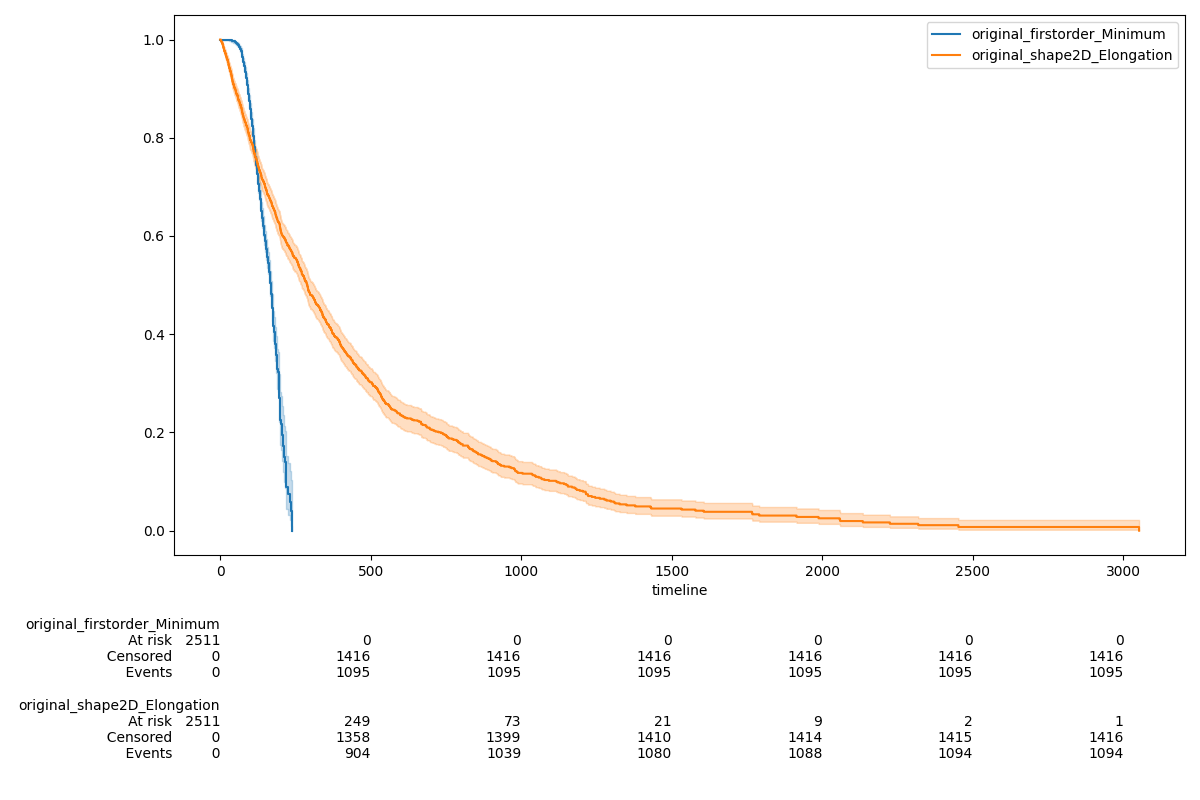 original_firstorder_Minimum
original_shape2D_Elongation
1.0
0.8
0.6
0.4
0.2
0.0
0 500 1000 1500 2000 2500 3000
timeline
original_firstorder_Minimum
At risk 2511 0 0 0 0 0 0
Censored 0 1416 1416 1416 1416 1416 1416
Events 0 1095 1095 1095 1095 1095 1095
original_shape2D_Elongation
At risk 2511 249 73 21 9 2 1
Censored 0 1358 1399 1410 1414 1415 1416
Events 0 904 1039 1080 1088 1094 1094